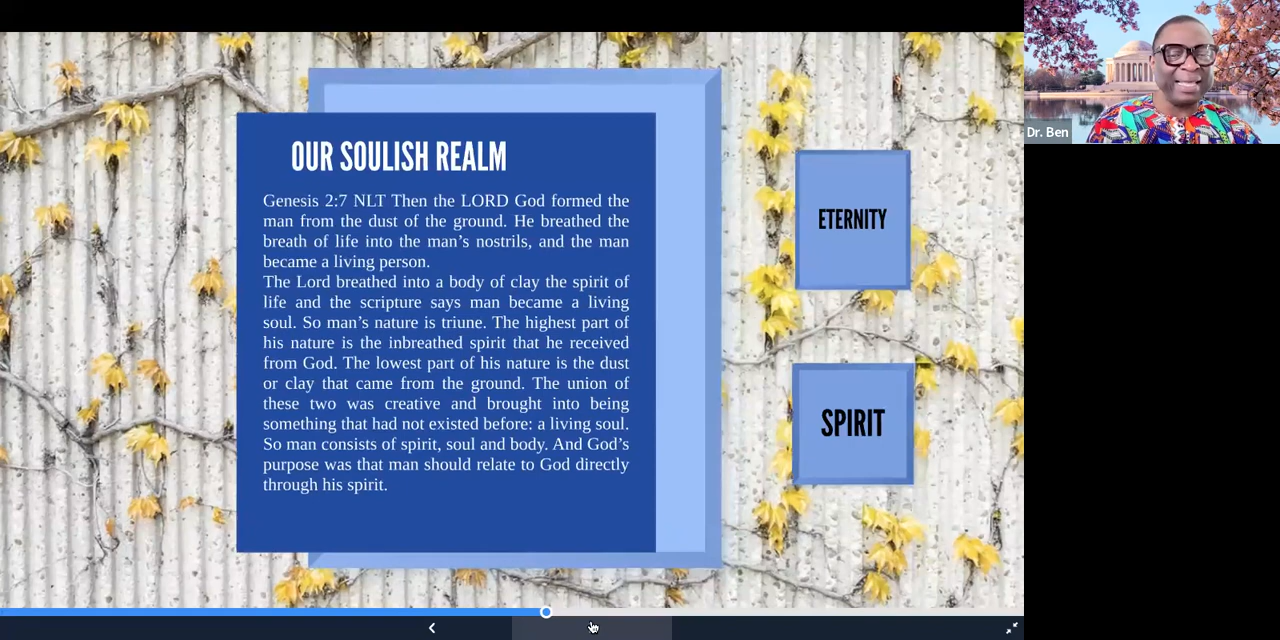 OUR SOULISH REALM
Genesis 2:7 NLT Then the LORD God formed the
man from the dust of the ground. He breathed the
breath of life into the man’s nostrils, and the man
became a living person.
The Lord breathed into a body of clay the spirit of
life and the scripture says man became a living
soul. So man’s nature is triune. The highest part of
his nature is the inbreathed spirit that he received
from God. The lowest part of his nature is the dust
or clay that came from the ground. The union of
these two was creative and brought into being
something that had not existed before: a living soul.
So man consists of spirit, soul and body. And God’s
purpose was that man should relate to God directly
through his spirit.
ETERNITY
SPIRIT
Dr. Ben